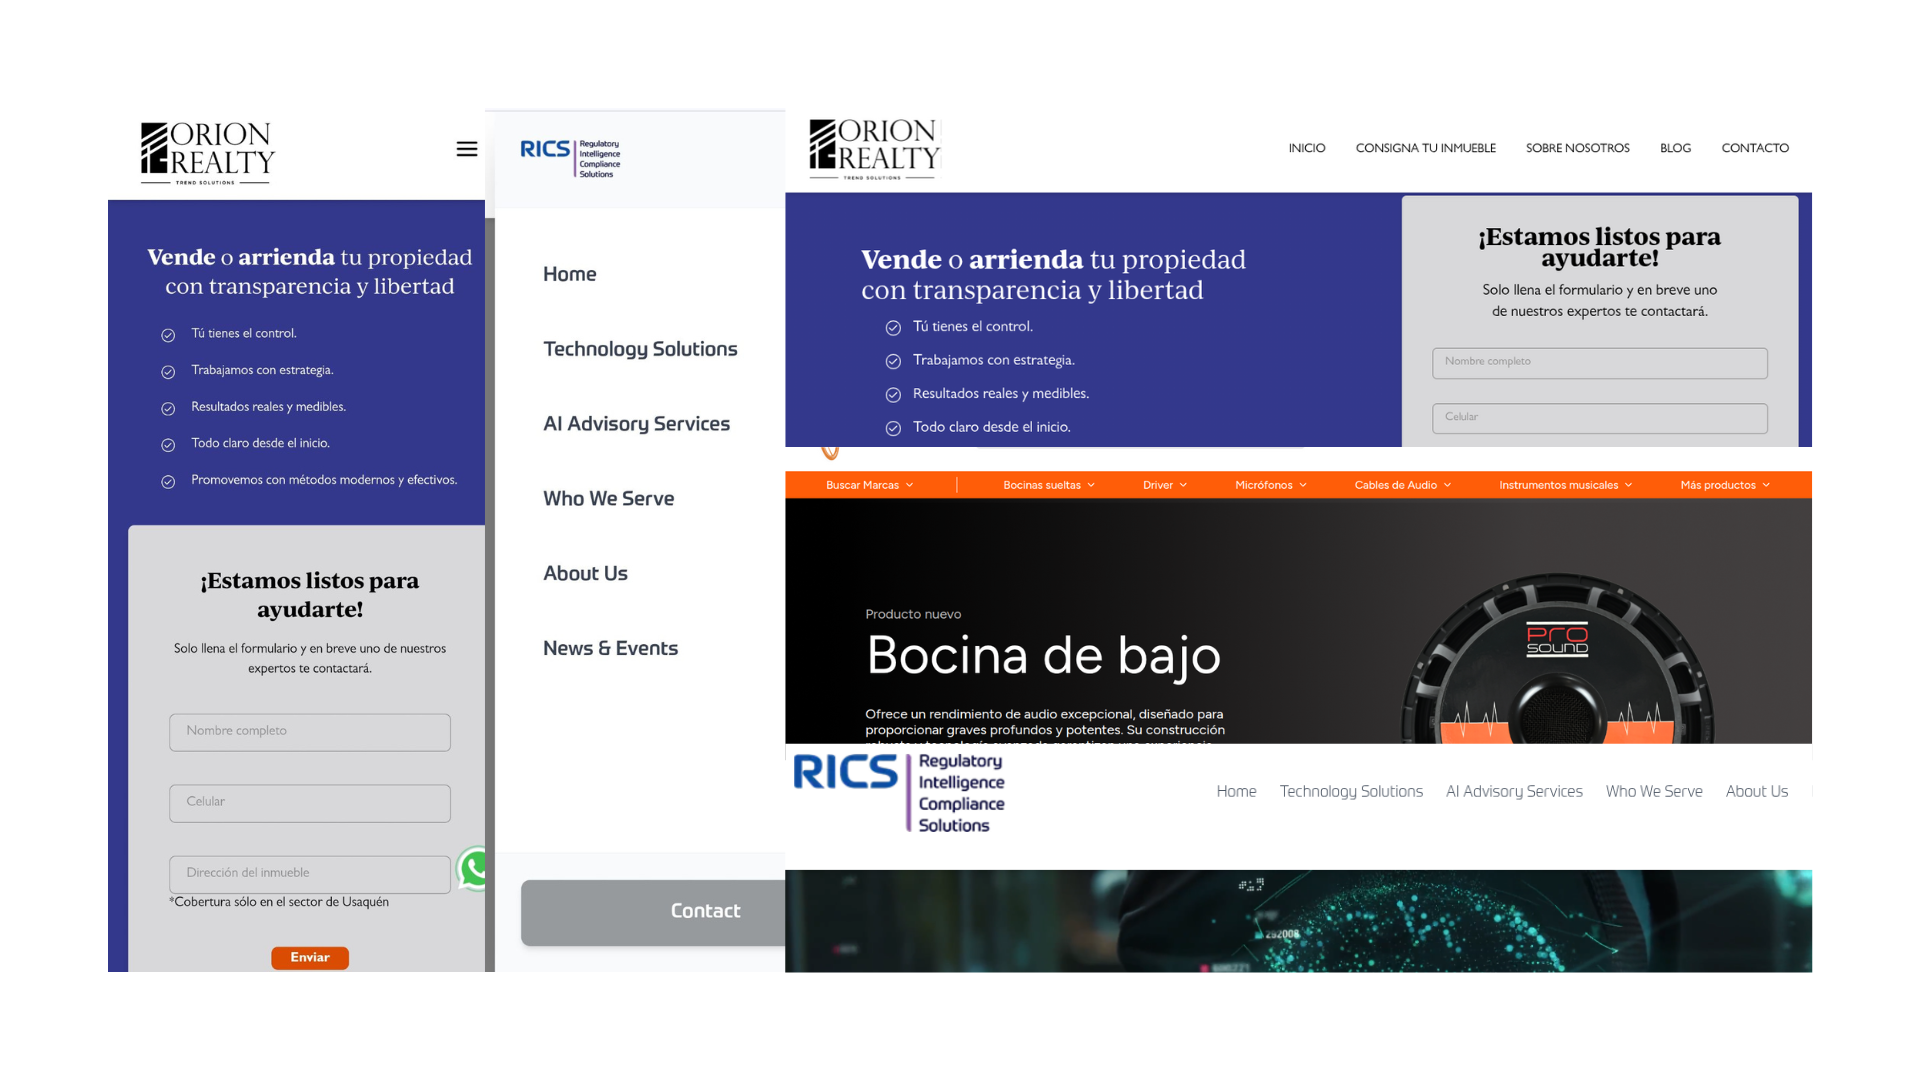 ORION
REALTY
TREND SOLUTIONS
Vende o arrienda tu propiedad
con transparencia y libertad
Tú tienes el control.
Trabajamos con estrategia.
Resultados reales y medibles.
Todo claro desde el inicio.
Promovemos con métodos modernos y efectivos.
¡Estamos listos para
ayudarte!
Solo llena el formulario y en breve uno de nuestros
expertos te contactará.
Nombre completo
Celular
Dirección del inmueble
*Cobertura sólo en el sector de Usaquén
Enviar
RICS
Regulatory
Intelligence
Compliance
Solutions
Home
Technology Solutions
AI Advisory Services
Who We Serve
About Us
News & Events
Contact
ORION
REALTY
TREND SOLUTIONS
INICIO CONSIGNA TU INMUEBLE SOBRE NOSOTROS BLOG CONTACTO
Vende o arrienda tu propiedad
con transparencia y libertad
Tú tienes el control.
Trabajamos con estrategia.
Resultados reales y medibles.
Todo claro desde el inicio.
¡Estamos listos para
ayudarte!
Solo llena el formulario y en breve uno
de nuestros expertos te contactará.
Nombre completo
Celular
Buscar Marcas Bocinas sueltas Driver Micrófonos Cables de Audio Instrumentos musicales Más productos
Producto nuevo
Bocina de bajo
Ofrece un rendimiento de audio excepcional, diseñado para
proporcionar graves profundos y potentes. Su construcción
PRO
SOUND
RICS
Regulatory
Intelligence
Compliance
Solutions
Home Technology Solutions AI Advisory Services Who We Serve About Us
292008